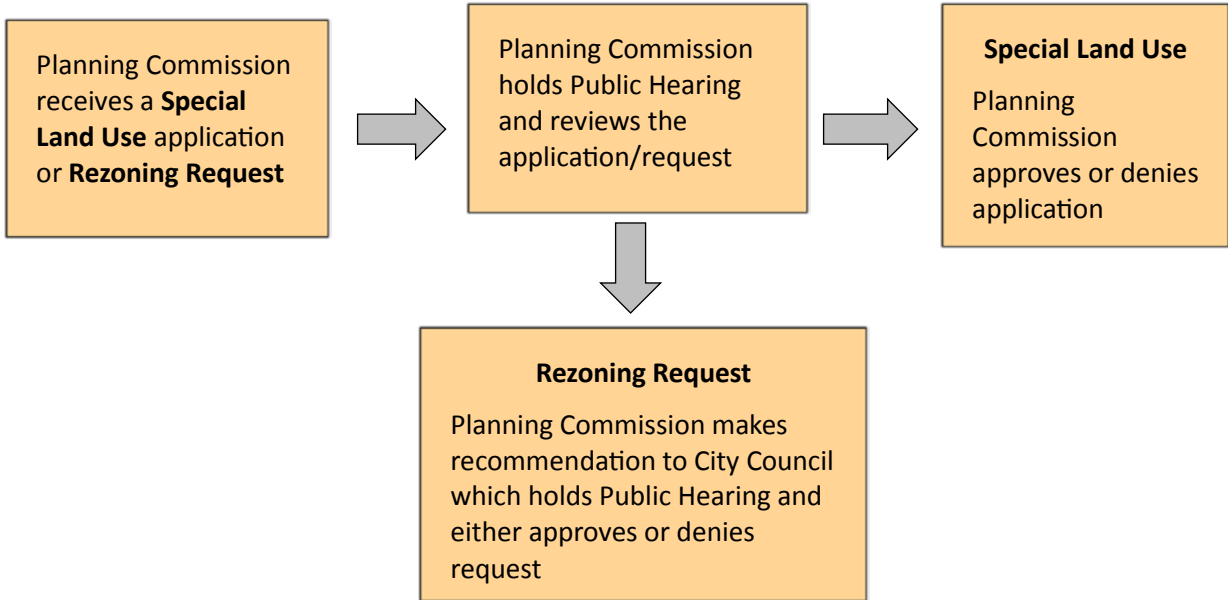 Planning Commission
receives a Special
Land Use application
or Rezoning Request
Planning Commission
holds Public Hearing
and reviews the
application/request
Special Land Use
Planning
Commission
approves or denies
application
Rezoning Request
Planning Commission makes
recommendation to City Council
which holds Public Hearing and
either approves or denies
request